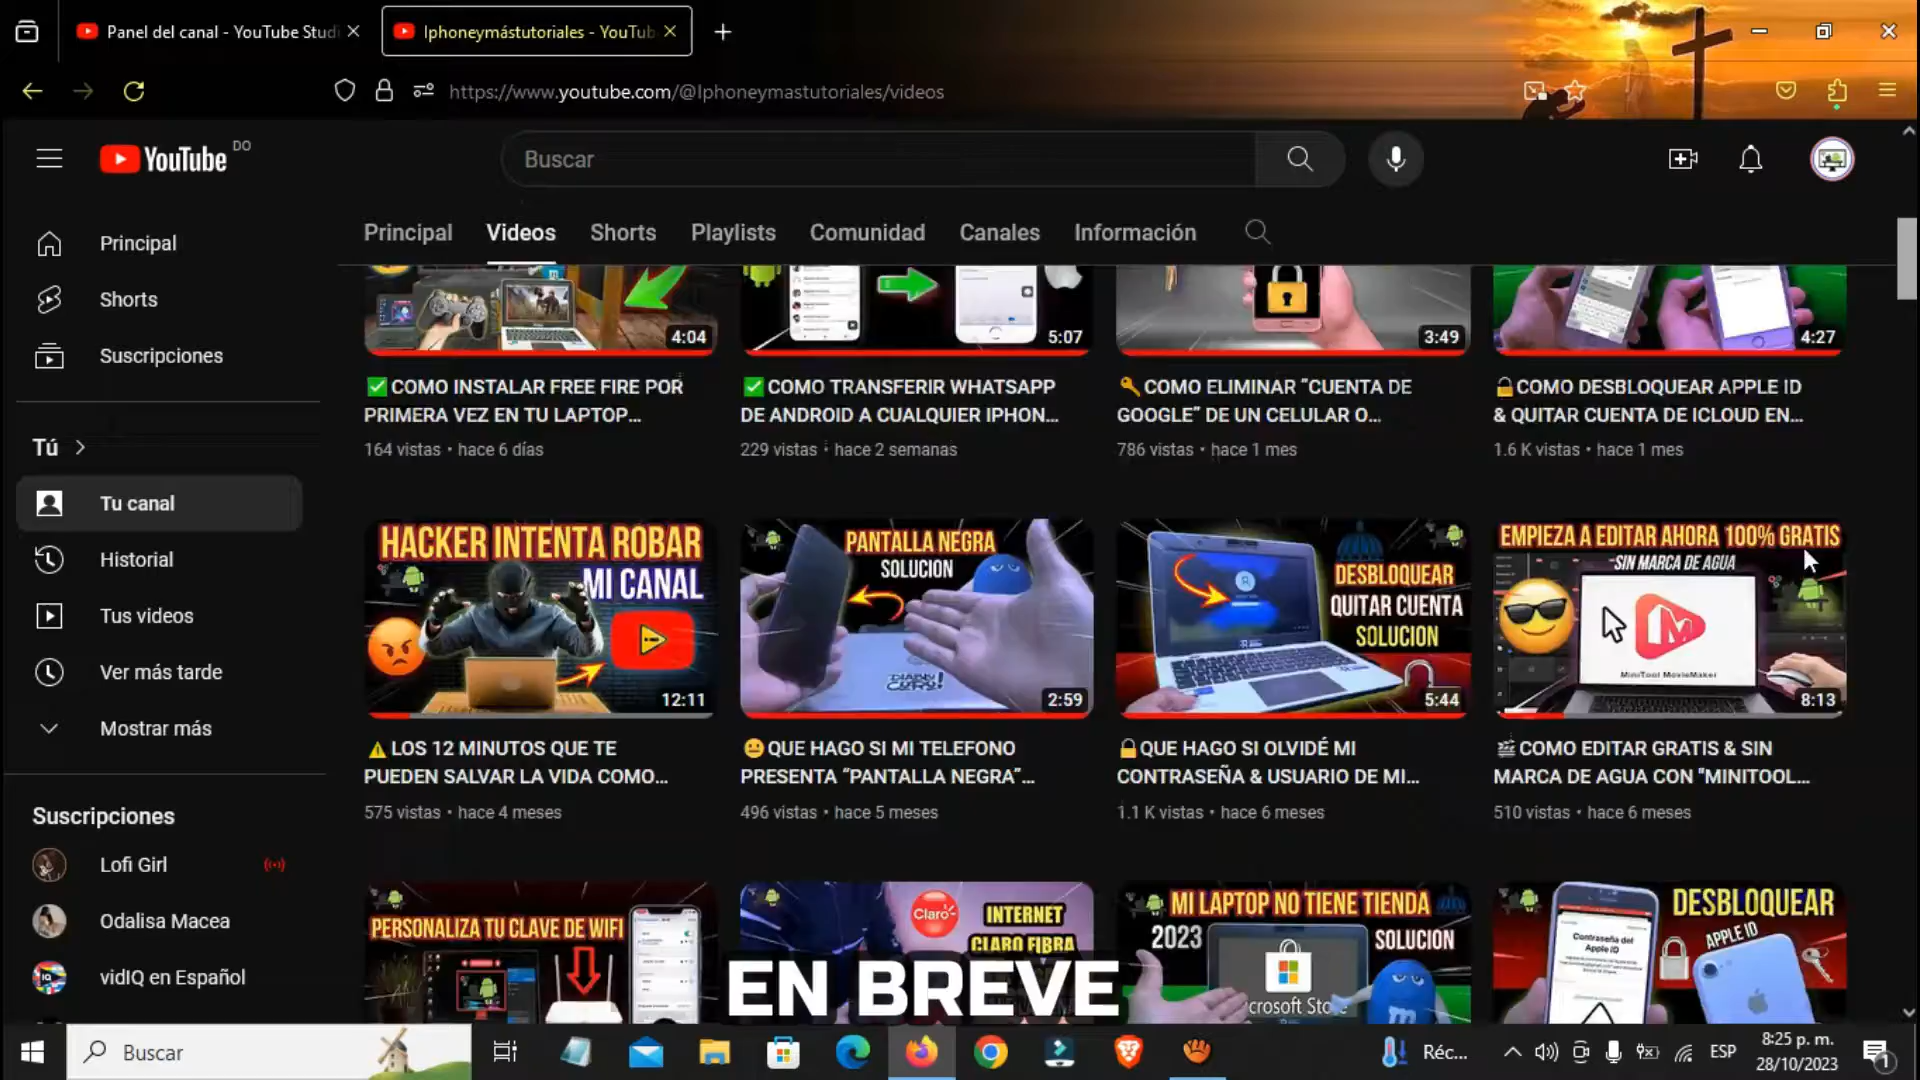 Panel del canal - YouTube Studi
Iphoneymástutoriales - YouTub
https://www.youtube.com/@Iphoneymastutoriales/videos
YouTube DO
Buscar
Principal
Shorts
Suscripciones
Tú
Tu canal
Historial
Tus videos
Ver más tarde
Mostrar más
Suscripciones
Lofi Girl
Odalisa Macea
vidIQ en Español
Principal Videos Shorts Playlists Comunidad Canales Información
4:04
5:07
3:49
4:27
✅COMO INSTALAR FREE FIRE POR
PRIMERA VEZ EN TU LAPTOP...
164 vistas • hace 6 días
✅COMO TRANSFERIR WHATSAPP
DE ANDROID A CUALQUIER IPHON...
229 vistas • hace 2 semanas
🔑COMO ELIMINAR "CUENTA DE
GOOGLE" DE UN CELULAR O...
786 vistas • hace 1 mes
🔒COMO DESBLOQUEAR APPLE ID
& QUITAR CUENTA DE ICLOUD EN...
1.6 K vistas • hace 1 mes
HACKER INTENTA ROBAR
MI CANAL
12:11
PANTALLA NEGRA
SOLUCION
2:59
DESBLOQUEAR
QUITAR CUENTA
SOLUCION
5:44
EMPIEZA A EDITAR AHORA 100% GRATIS
SIN MARCA DE AGUA
MiniTool MovieMaker
8:13
⚠️LOS 12 MINUTOS QUE TE
PUEDEN SALVAR LA VIDA COMO...
575 vistas • hace 4 meses
😐QUE HAGO SI MI TELEFONO
PRESENTA "PANTALLA NEGRA"...
496 vistas • hace 5 meses
🔒QUE HAGO SI OLVIDÉ MI
CONTRASEÑA & USUARIO DE MI...
1.1 K vistas • hace 6 meses
🎬COMO EDITAR GRATIS & SIN
MARCA DE AGUA CON "MINITOOL...
510 vistas • hace 6 meses
PERSONALIZA TU CLAVE DE WIFI
Claro
INTERNET
CLARO FIBRA
MI LAPTOP NO TIENE TIENDA
2023
SOLUCION
crosoft Sto
DESBLOQUEAR
APPLE ID
Contraseña del
Apple ID
EN BREVE
Buscar
Réc...
ESP
8:25 p. m.
28/10/2023
1